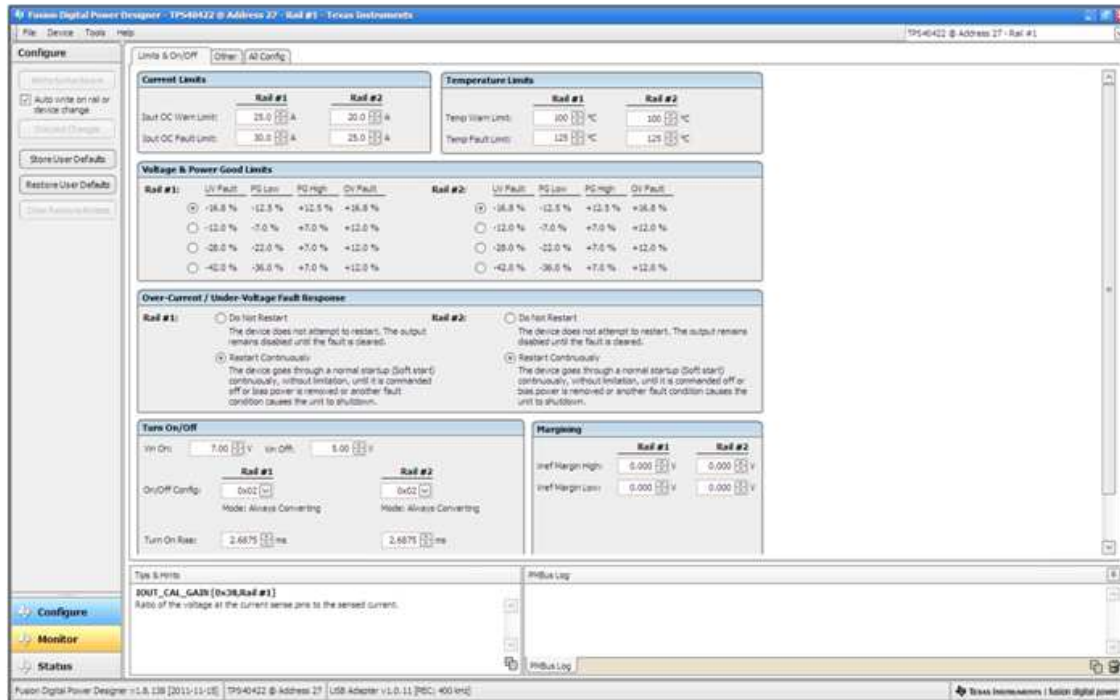 Fusion Digital Power Designer - TPS40422 @ Address 27 - Rail #1 - Texas Instruments
File Device Tools Help
TPS40422 @ Address 27 - Rail #1
Configure
Auto write on rail or
device change
Store User Defaults
Restore User Defaults
Limits & On/Off Other All Config
Current Limits
Rail #1 Rail #2
Iout OC Warn Limit: 25.0 A 20.0 A
Iout OC Fault Limit: 30.0 A 25.0 A
Temperature Limits
Rail #1 Rail #2
Temp Warn Limit: 100 °C 100 °C
Temp Fault Limit: 125 °C 125 °C
Voltage & Power Good Limits
Rail #1: UV Fault PG Low PG High OV Fault Rail #2: UV Fault PG Low PG High OV Fault
-16.8 % -12.5 % +12.5 % +16.8 % -16.8 % -12.5 % +12.5 % +16.8 %
-12.0 % -7.0 % +7.0 % +12.0 % -12.0 % -7.0 % +7.0 % +12.0 %
-28.0 % -22.0 % +7.0 % +12.0 % -28.0 % -22.0 % +7.0 % +12.0 %
-42.0 % -36.0 % +7.0 % +12.0 % -42.0 % -36.0 % +7.0 % +12.0 %
Over-Current / Under-Voltage Fault Response
Rail #1: Do Not Restart
The device does not attempt to restart. The output
remains disabled until the fault is cleared.
Restart Continuously
The device goes through a normal startup (Soft start)
continuously, without limitation, until it is commanded
off or bias power is removed or another fault
condition causes the unit to shutdown.
Rail #2: Do Not Restart
The device does not attempt to restart. The output remains
disabled until the fault is cleared.
Restart Continuously
The device goes through a normal startup (Soft start)
continuously, without limitation, until it is commanded off or
bias power is removed or another fault condition causes the
unit to shutdown.
Turn On/Off
Vin On: 7.00 V Vin Off: 5.00 V
Rail #1 Rail #2
On/Off Config: 0x02 0x02
Mode: Always Converting Mode: Always Converting
Turn On Rise: 2.6875 ms 2.6875 ms
Margining
Rail #1 Rail #2
Vref Margin High: 0.000 V 0.000 V
Vref Margin Low: 0.000 V 0.000 V
Tips & Hints
IOUT_CAL_GAIN [0x38,Rail #1]
Ratio of the voltage at the current sense pins to the sensed current.
PMBus Log
PMBus Log
Configure
Monitor
Status
Fusion Digital Power Designer v1.8.138 [2011-11-15] TPS40422 @ Address 27 USB Adapter v1.0.11 [PEC; 400 kHz]
Texas Instruments | fusion digital power